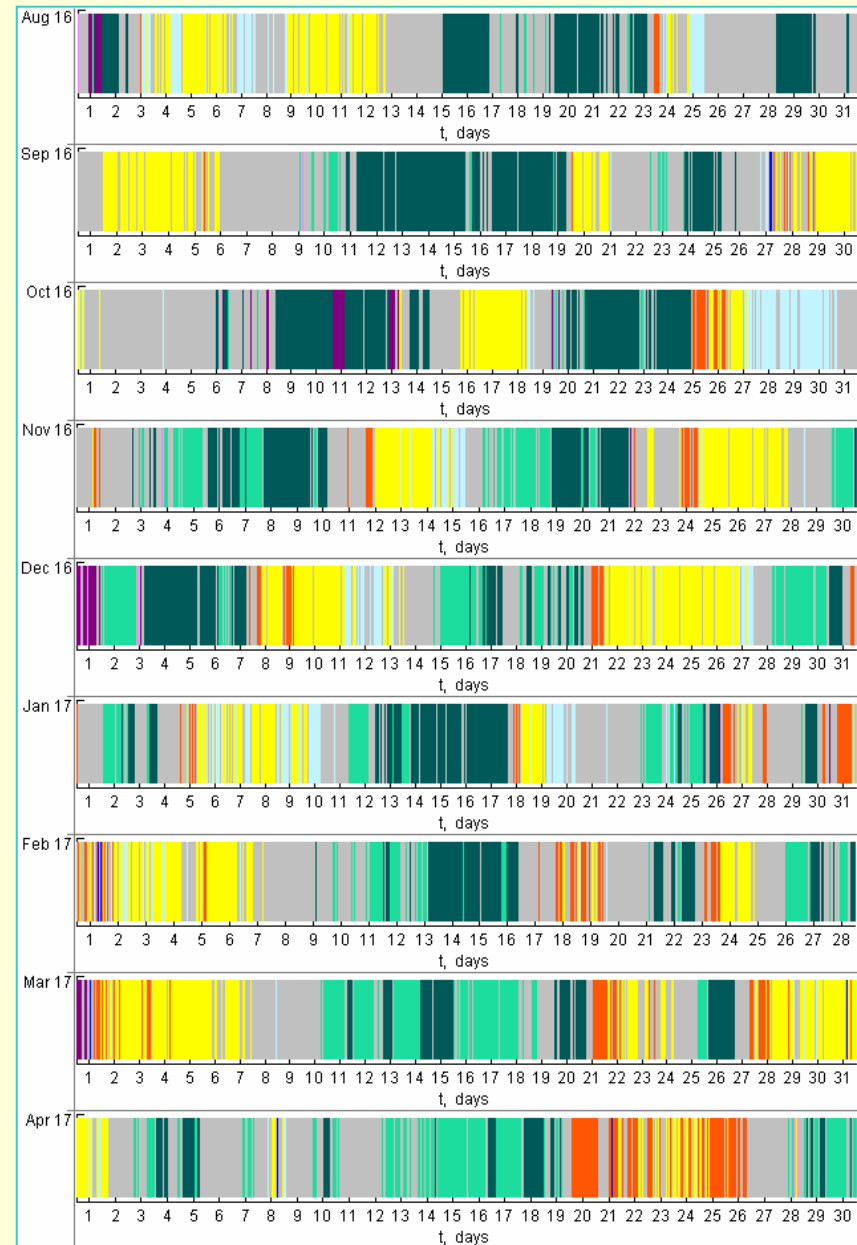 Aug 16
1 2 3 4 5 6 7 8 9 10 11 12 13 14 15 16 17 18 19 20 21 22 23 24 25 26 27 28 29 30 31
t, days
Sep 16
1 2 3 4 5 6 7 8 9 10 11 12 13 14 15 16 17 18 19 20 21 22 23 24 25 26 27 28 29 30
t, days
Oct 16
1 2 3 4 5 6 7 8 9 10 11 12 13 14 15 16 17 18 19 20 21 22 23 24 25 26 27 28 29 30 31
t, days
Nov 16
1 2 3 4 5 6 7 8 9 10 11 12 13 14 15 16 17 18 19 20 21 22 23 24 25 26 27 28 29 30
t, days
Dec 16
1 2 3 4 5 6 7 8 9 10 11 12 13 14 15 16 17 18 19 20 21 22 23 24 25 26 27 28 29 30 31
t, days
Jan 17
1 2 3 4 5 6 7 8 9 10 11 12 13 14 15 16 17 18 19 20 21 22 23 24 25 26 27 28 29 30 31
t, days
Feb 17
1 2 3 4 5 6 7 8 9 10 11 12 13 14 15 16 17 18 19 20 21 22 23 24 25 26 27 28
t, days
Mar 17
1 2 3 4 5 6 7 8 9 10 11 12 13 14 15 16 17 18 19 20 21 22 23 24 25 26 27 28 29 30 31
t, days
Apr 17
1 2 3 4 5 6 7 8 9 10 11 12 13 14 15 16 17 18 19 20 21 22 23 24 25 26 27 28 29 30
t, days